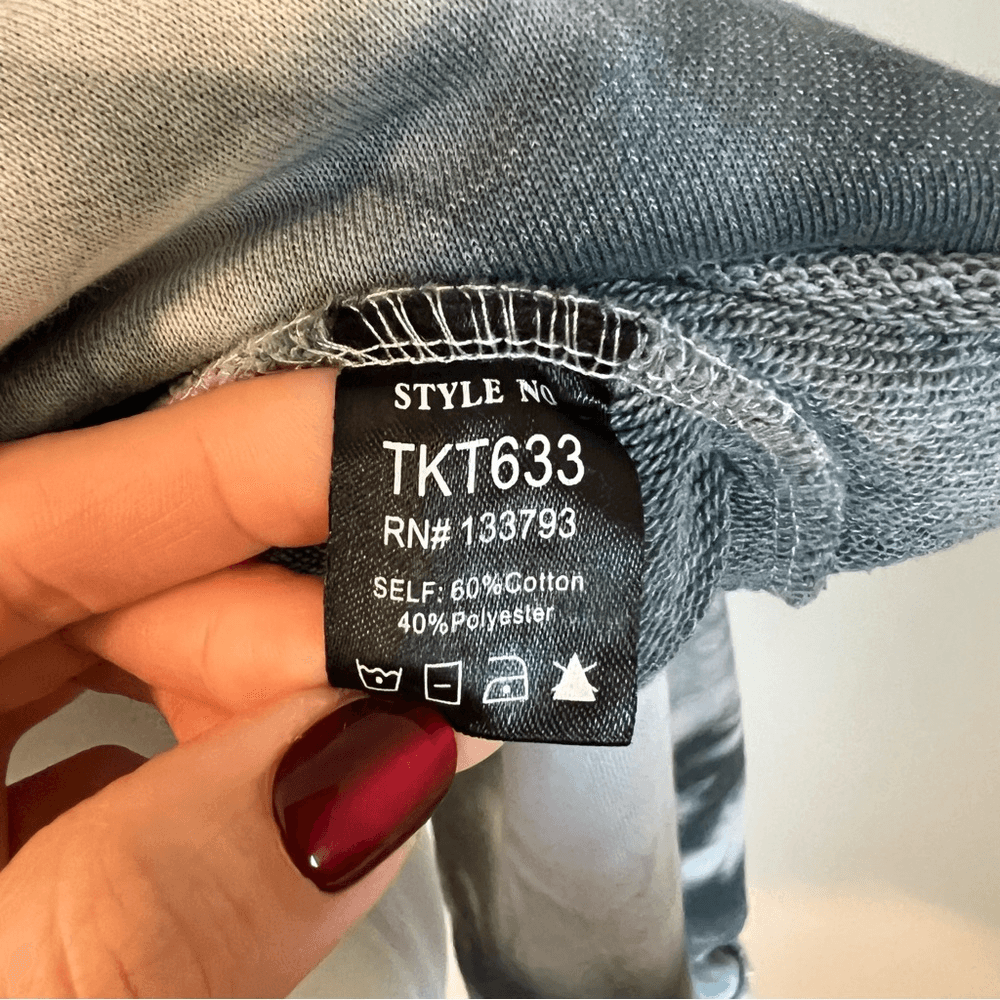 STYLE NO
TKT633
RN# 133793
SELF: 60%Cotton
40%Polyester